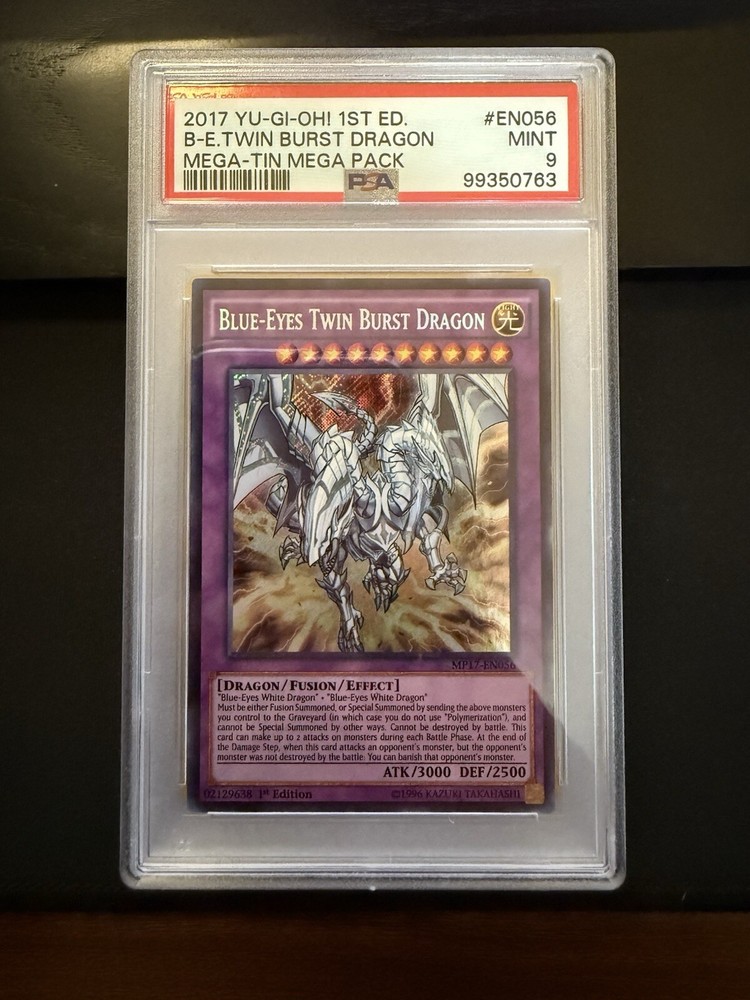 2017 YU-GI-OH! 1ST ED. #EN056
B-E.TWIN BURST DRAGON MINT
MEGA-TIN MEGA PACK 9
PSA 99350763
BLUE-EYES TWIN BURST DRAGON
LIGHT
光
MP17-EN056
[DRAGON/FUSION/EFFECT]
"Blue-Eyes White Dragon" + "Blue-Eyes White Dragon"
Must be either Fusion Summoned, or Special Summoned by sending the above monsters
you control to the Graveyard (in which case you do not use "Polymerization"), and
cannot be Special Summoned by other ways. Cannot be destroyed by battle. This
card can make up to 2 attacks on monsters during each Battle Phase. At the end of
the Damage Step, when this card attacks an opponent's monster, but the opponent's
monster was not destroyed by the battle: You can banish that opponent's monster.
ATK/3000 DEF/2500
02129638 1st Edition ©1996 KAZUKI TAKAHASHI